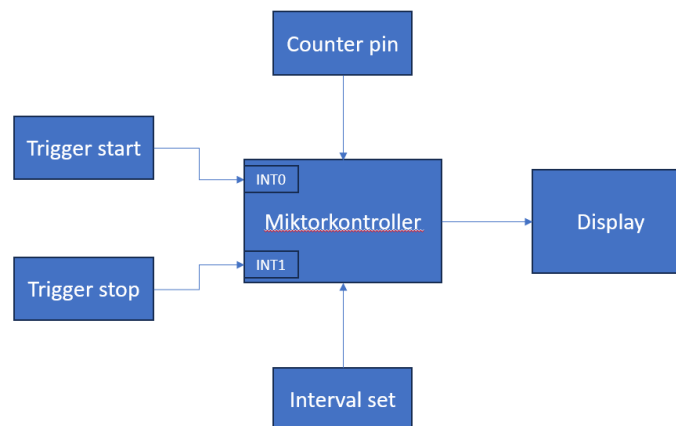 Counter pin
Trigger start
INT0
Miktorkontroller
Display
INT1
Trigger stop
Interval set